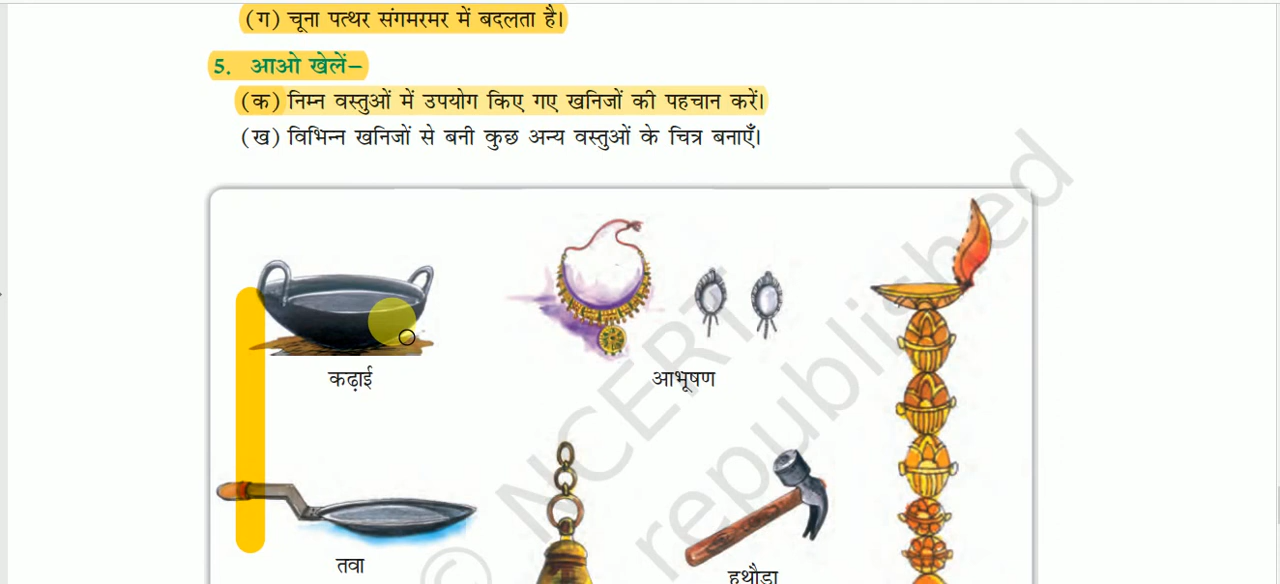 (ग) चूना पत्थर संगमरमर में बदलता है।
5. आओ खेलें–
(क) निम्न वस्तुओं में उपयोग किए गए खनिजों की पहचान करें।
(ख) विभिन्न खनिजों से बनी कुछ अन्य वस्तुओं के चित्र बनाएँ।
कढ़ाई
आभूषण
तवा
हथौड़ा
© NCERT
republished